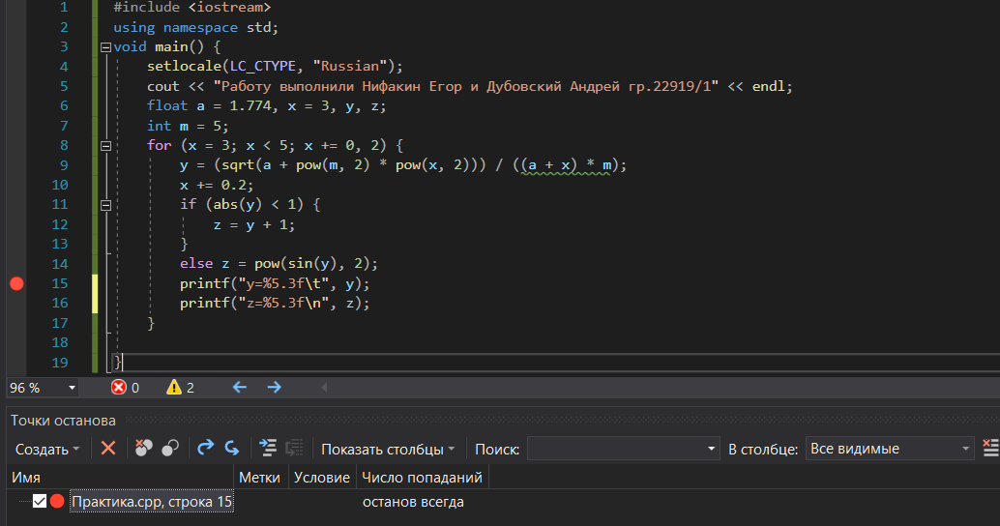 1 #include <iostream>
2 using namespace std;
3 void main() {
4 setlocale(LC_CTYPE, "Russian");
5 cout << "Работу выполнили Нифакин Егор и Дубовский Андрей гр.22919/1" << endl;
6 float a = 1.774, x = 3, y, z;
7 int m = 5;
8 for (x = 3; x < 5; x += 0, 2) {
9 y = (sqrt(a + pow(m, 2) * pow(x, 2))) / ((a + x) * m);
10 x += 0.2;
11 if (abs(y) < 1) {
12 z = y + 1;
13 }
14 else z = pow(sin(y), 2);
15 printf("y=%5.3f\t", y);
16 printf("z=%5.3f\n", z);
17 }
18
19 }
96 % 0 2
Точки останова
Создать Показать столбцы Поиск: В столбце: Все видимые
Имя Метки Условие Число попаданий
Практика.cpp, строка 15 останов всегда